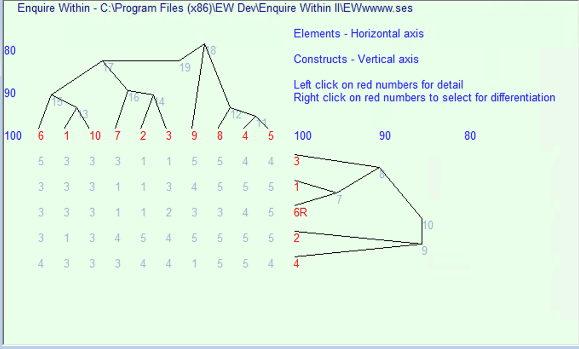 Enquire Within - C:\Program Files (x86)\EW Dev\Enquire Within II\EWwwww.ses
Elements - Horizontal axis
Constructs - Vertical axis
Left click on red numbers for detail
Right click on red numbers to select for differentiation
80
18
17 19
90
15 16 14
13 12 11
100 6 1 10 7 2 3 9 8 4 5 100 90 80
5 3 3 3 1 1 5 5 4 4 3
8
3 3 3 1 1 3 4 5 5 5 1
7
3 3 3 1 1 2 3 3 4 5 6R
10
3 1 3 4 5 4 5 5 5 5 2
9
4 3 3 3 1 5 1 5 5 4 4